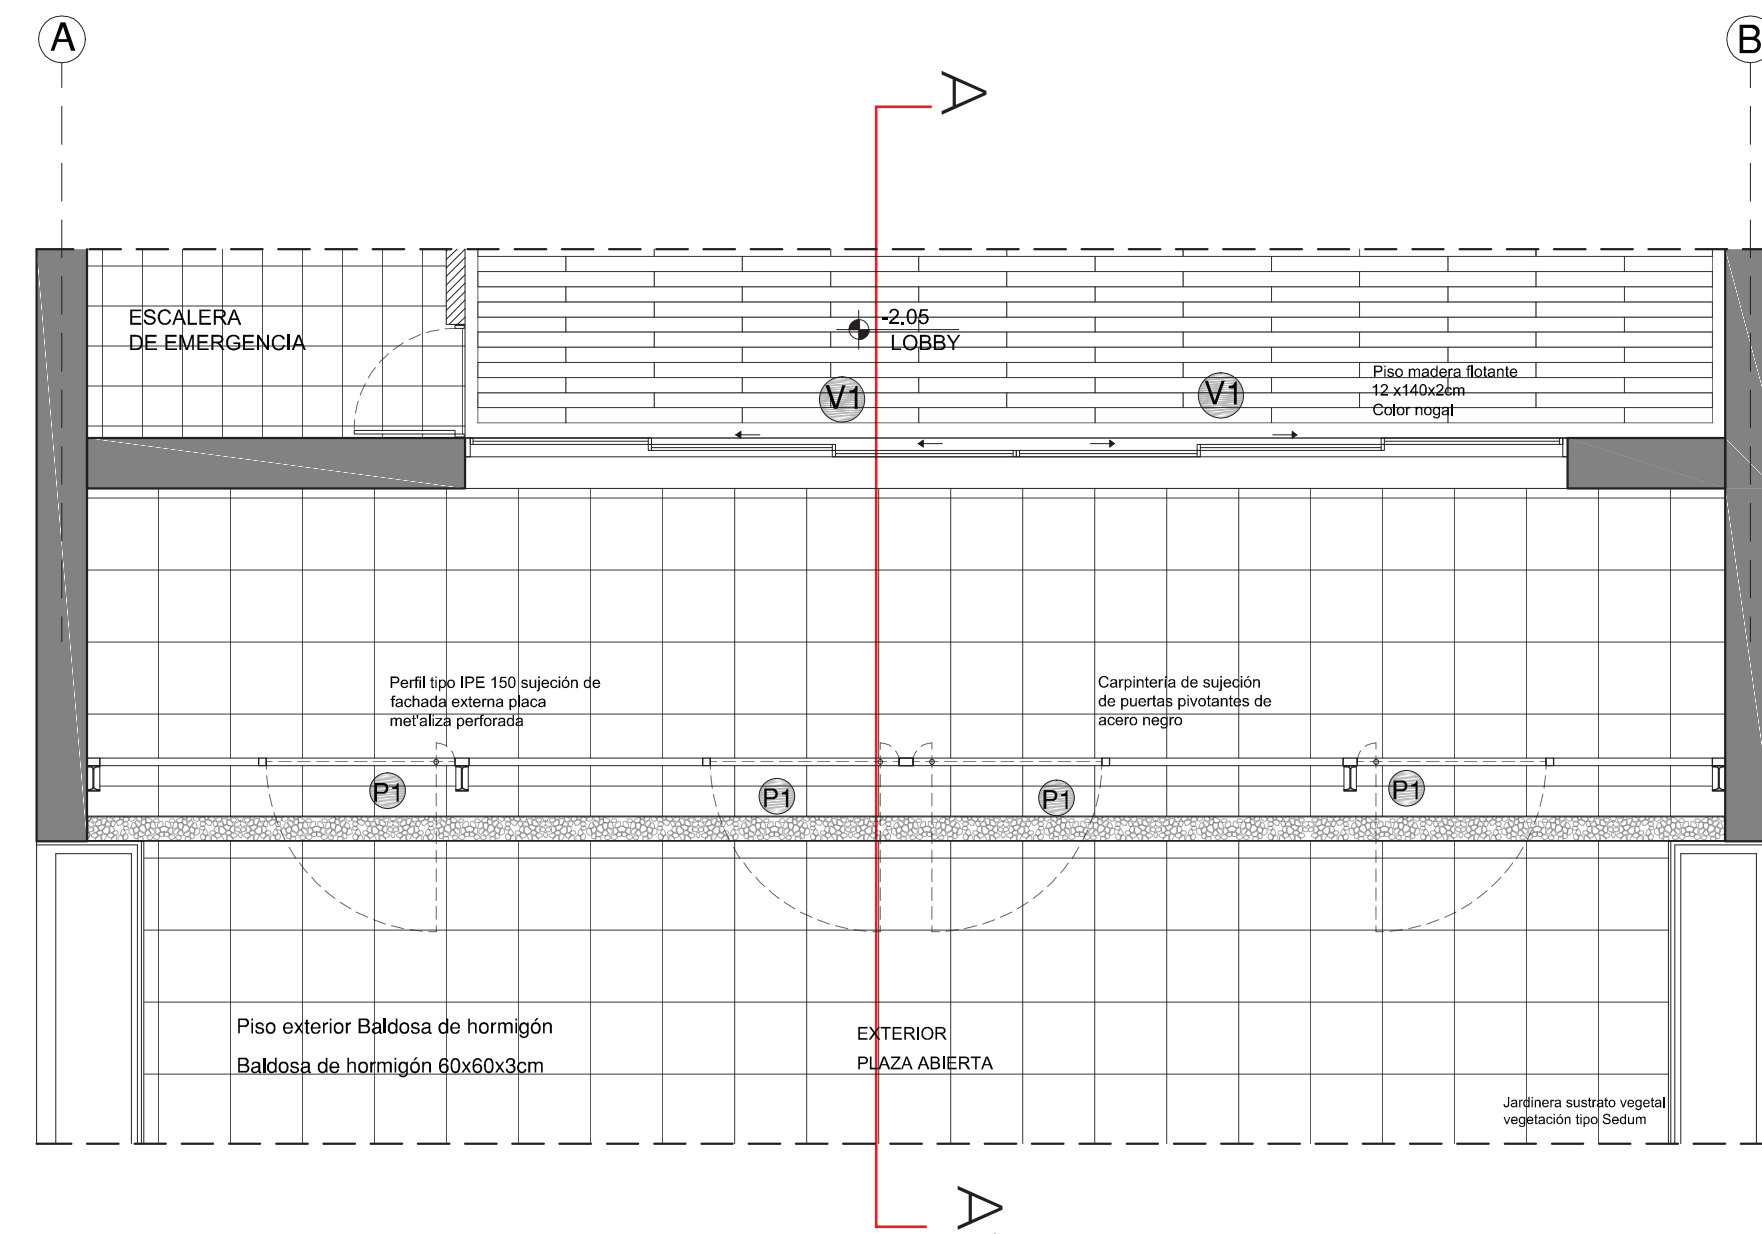 A
B
A
ESCALERA
DE EMERGENCIA
-2.05
LOBBY
V1
V1
Piso madera flotante
12 x140x2cm
Color nogal
Perfil tipo IPE 150 sujeción de
fachada externa placa
met'aliza perforada
Carpintería de sujeción
de puertas pivotantes de
acero negro
P1
P1
P1
P1
Piso exterior Baldosa de hormigón
Baldosa de hormigón 60x60x3cm
EXTERIOR
PLAZA ABIERTA
Jardinera sustrato vegetal
vegetación tipo Sedum
A